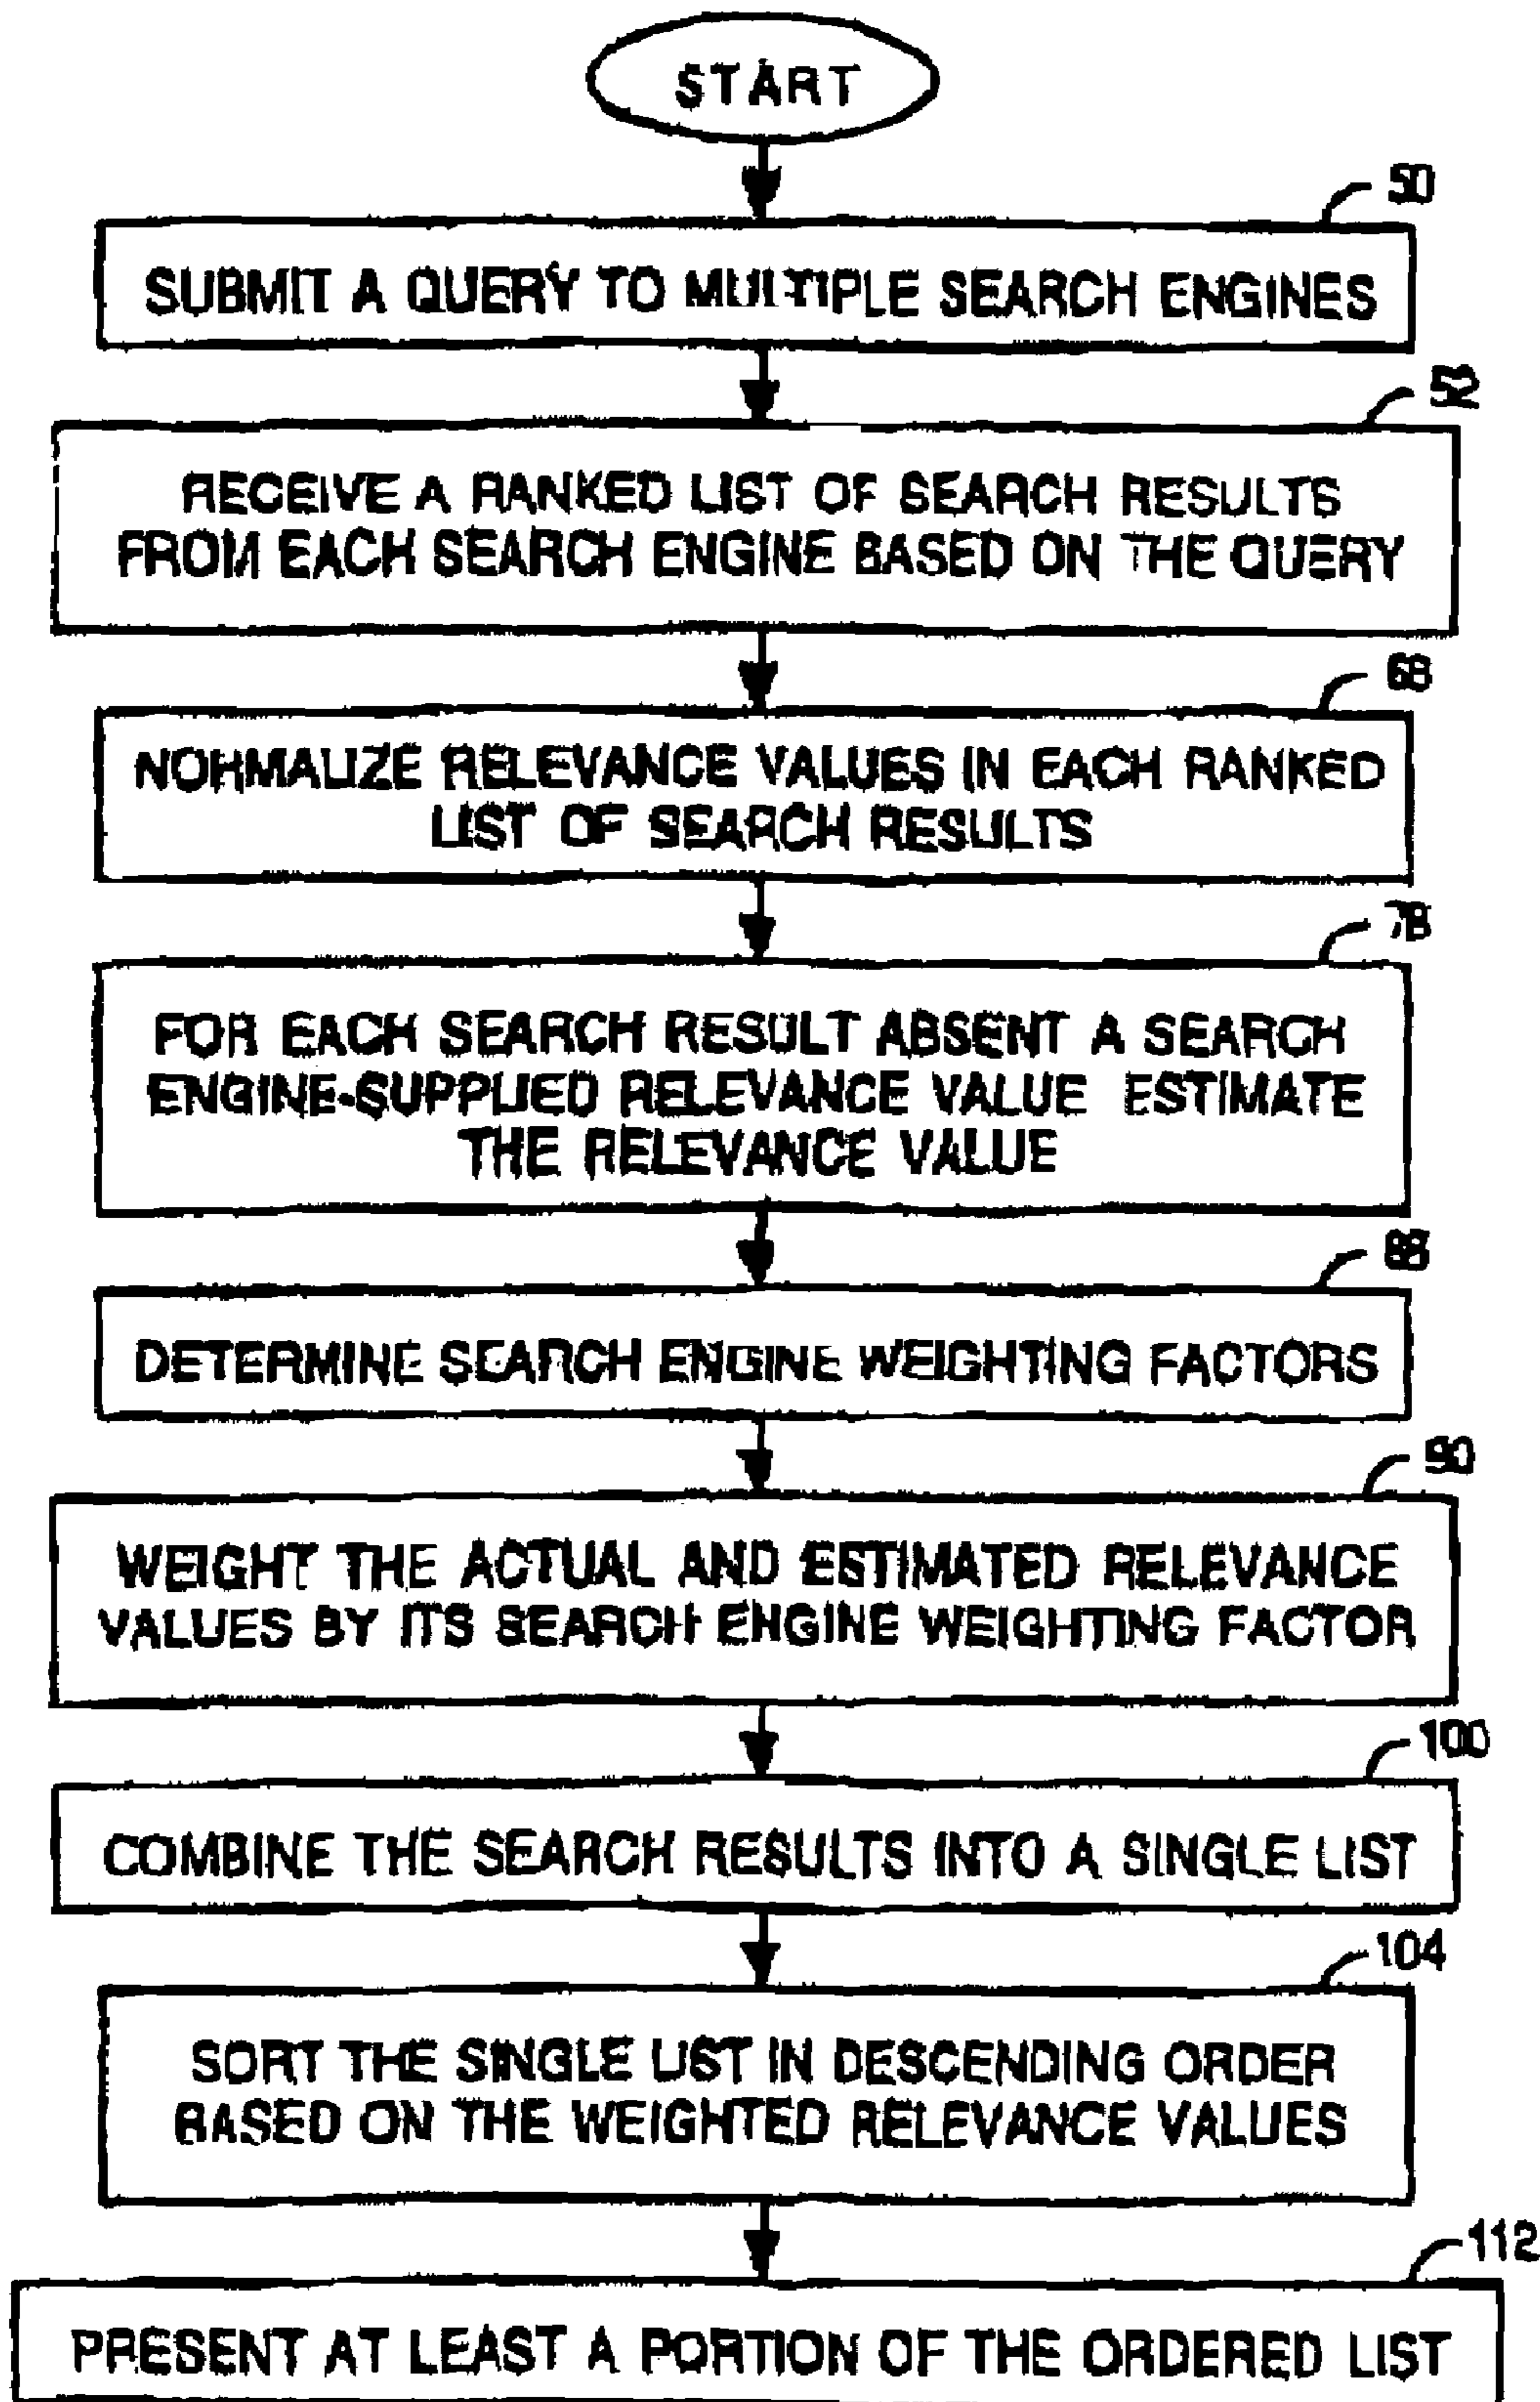 START
50
SUBMIT A QUERY TO MULTIPLE SEARCH ENGINES
52
RECEIVE A RANKED LIST OF SEARCH RESULTS
FROM EACH SEARCH ENGINE BASED ON THE QUERY
68
NORMALIZE RELEVANCE VALUES IN EACH RANKED
LIST OF SEARCH RESULTS
78
FOR EACH SEARCH RESULT ABSENT A SEARCH
ENGINE-SUPPLIED RELEVANCE VALUE ESTIMATE
THE RELEVANCE VALUE
88
DETERMINE SEARCH ENGINE WEIGHTING FACTORS
90
WEIGHT THE ACTUAL AND ESTIMATED RELEVANCE
VALUES BY ITS SEARCH ENGINE WEIGHTING FACTOR
100
COMBINE THE SEARCH RESULTS INTO A SINGLE LIST
104
SORT THE SINGLE LIST IN DESCENDING ORDER
BASED ON THE WEIGHTED RELEVANCE VALUES
112
PRESENT AT LEAST A PORTION OF THE ORDERED LIST